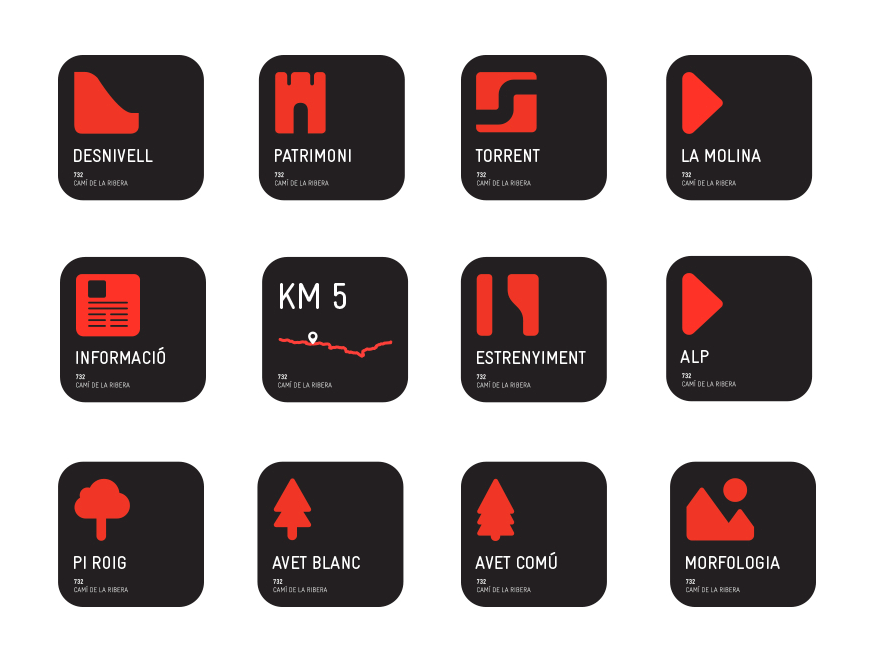 DESNIVELL
732
CAMÍ DE LA RIBERA
PATRIMONI
732
CAMÍ DE LA RIBERA
TORRENT
732
CAMÍ DE LA RIBERA
LA MOLINA
732
CAMÍ DE LA RIBERA
INFORMACIÓ
732
CAMÍ DE LA RIBERA
KM 5
732
CAMÍ DE LA RIBERA
ESTRENYIMENT
732
CAMÍ DE LA RIBERA
ALP
732
CAMÍ DE LA RIBERA
PI ROIG
732
CAMÍ DE LA RIBERA
AVET BLANC
732
CAMÍ DE LA RIBERA
AVET COMÚ
732
CAMÍ DE LA RIBERA
MORFOLOGIA
732
CAMÍ DE LA RIBERA